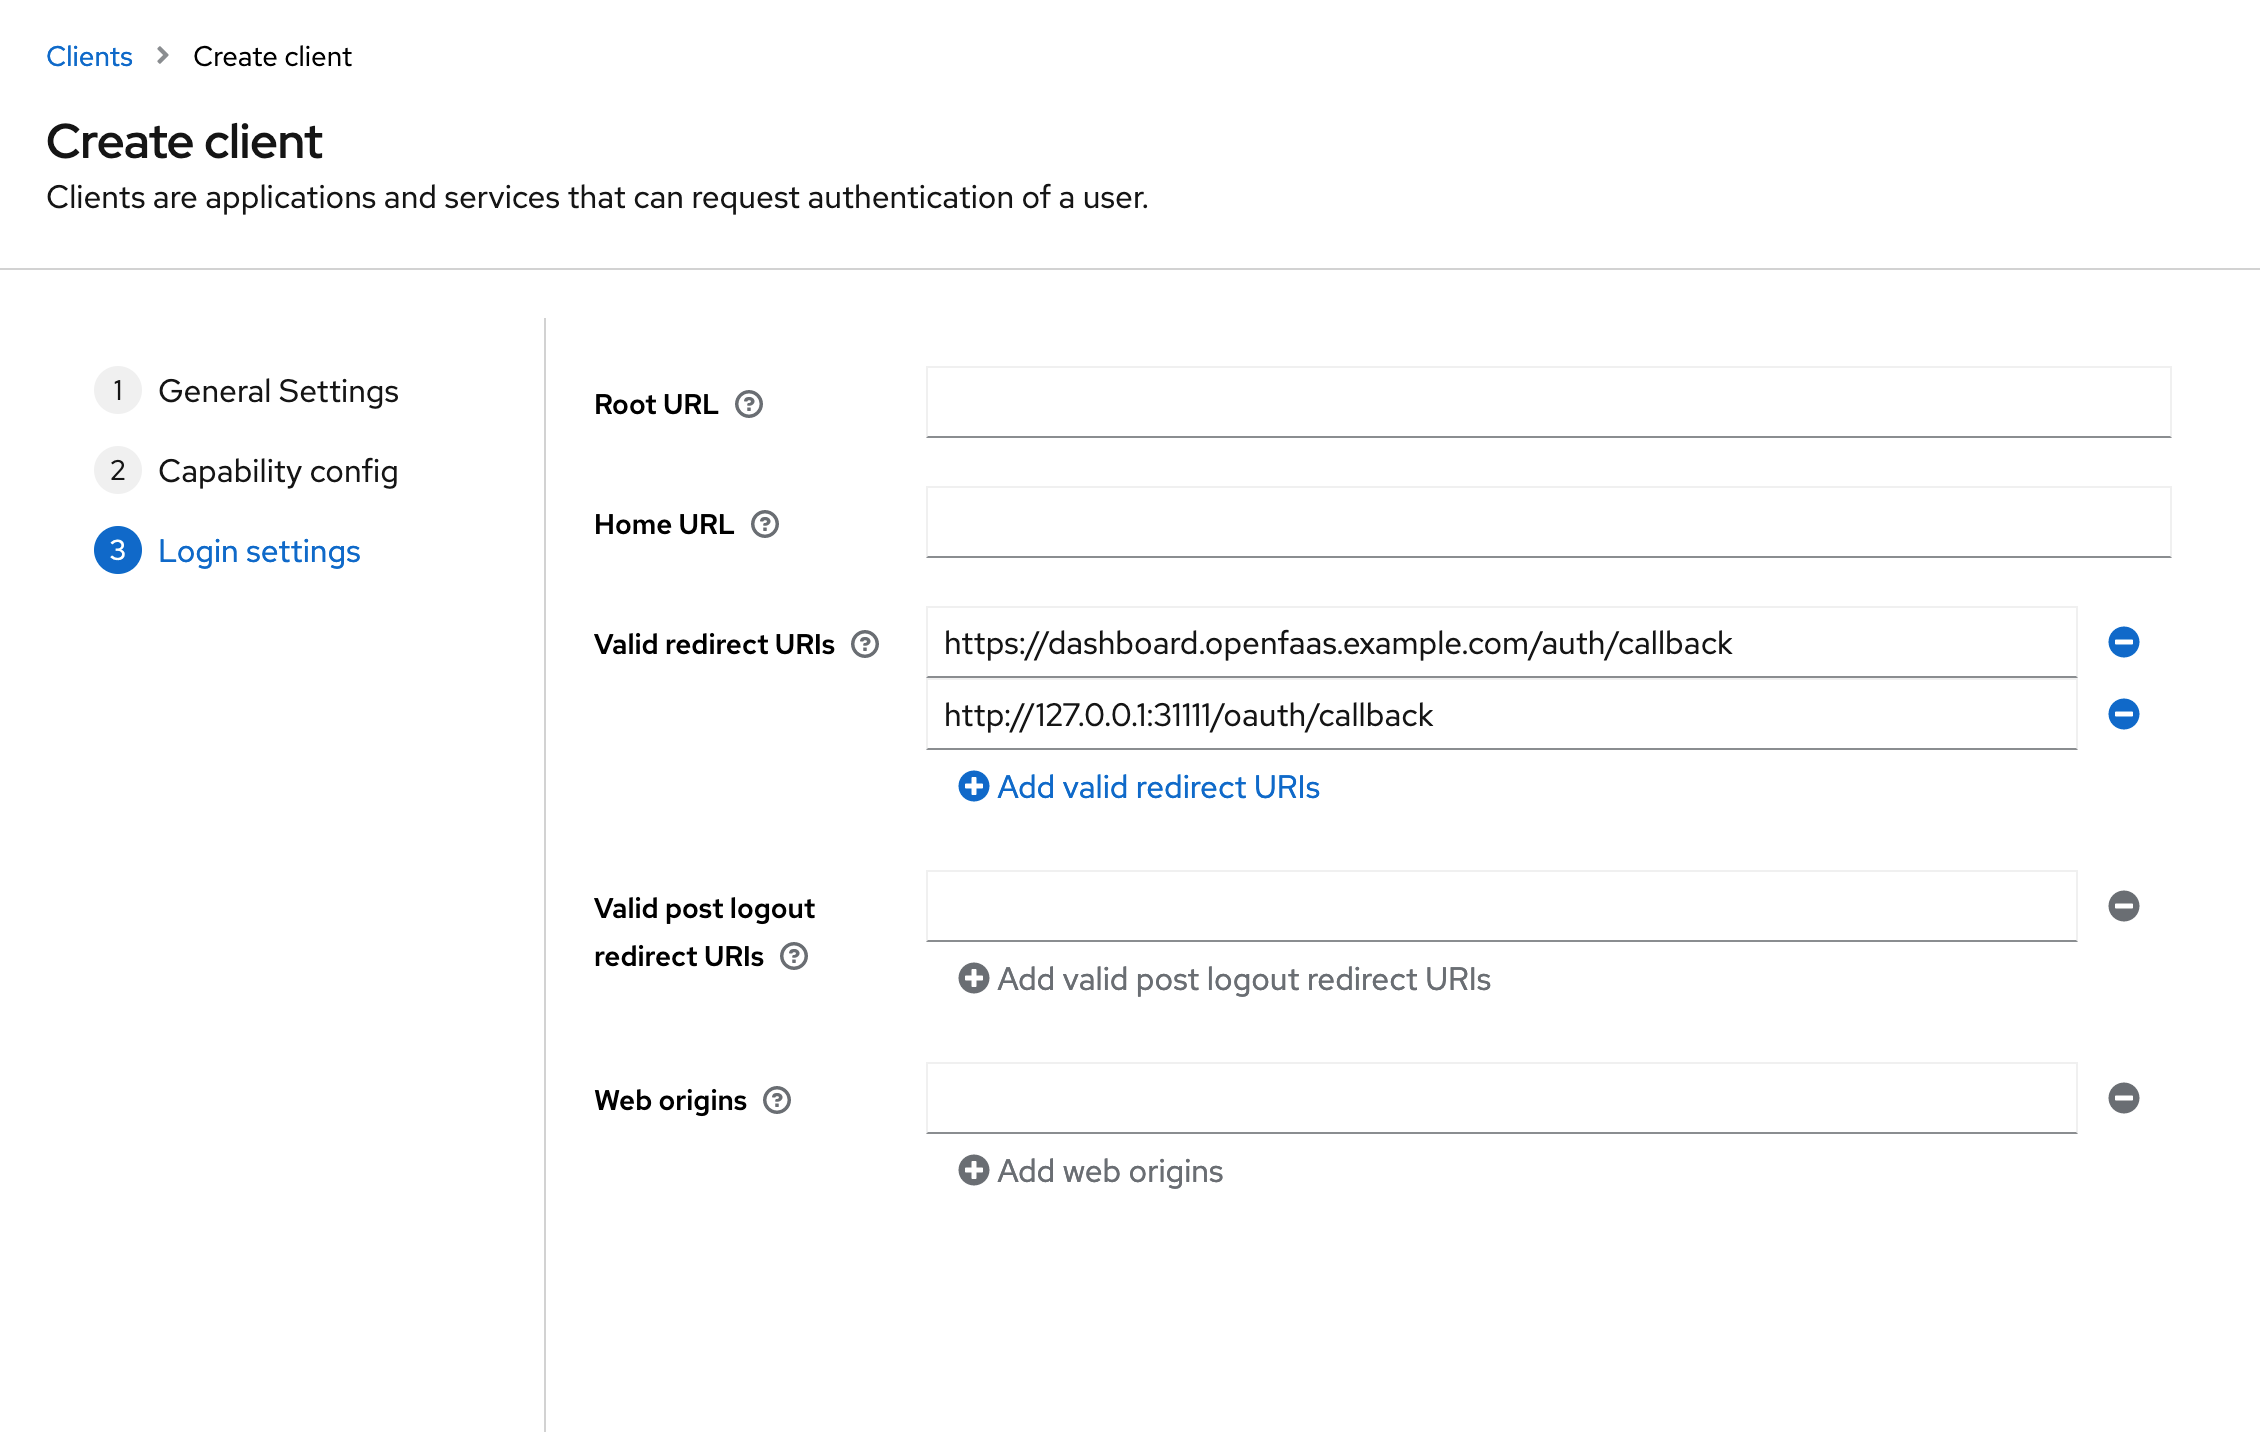 Clients > Create client
Create client
Clients are applications and services that can request authentication of a user.
1 General Settings
2 Capability config
3 Login settings
Root URL
Home URL
Valid redirect URIs
https://dashboard.openfaas.example.com/auth/callback
http://127.0.0.1:31111/oauth/callback
Add valid redirect URIs
Valid post logout
redirect URIs
Add valid post logout redirect URIs
Web origins
Add web origins